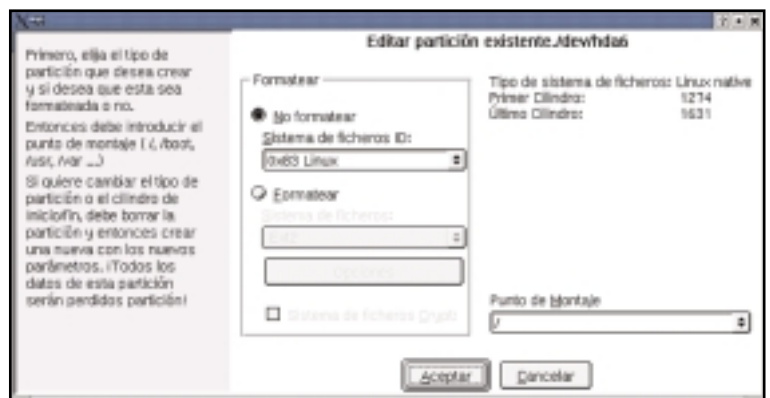 Editar partición existente./dev/hda6
Primero, elija el tipo de
partición que desea crear
y si desea que esta sea
formateada o no.
Entonces debe introducir el
punto de montaje ( /, /boot,
/usr, /var ...)
Si quiere cambiar el tipo de
partición o el cilindro de
inicio/fin, debe borrar la
partición y entonces crear
una nueva con los nuevos
parámetros. ¡Todos los
datos de esta partición
serán perdidos partición!
Formatear
No formatear
Sistema de ficheros ID:
0x83 Linux
Formatear
Sistema de ficheros:
Ext2
Opciones
Sistema de ficheros Crypt
Tipo de sistema de ficheros: Linux native
Primer Cilindro: 1274
Último Cilindro: 1631
Punto de Montaje
/
Aceptar
Cancelar